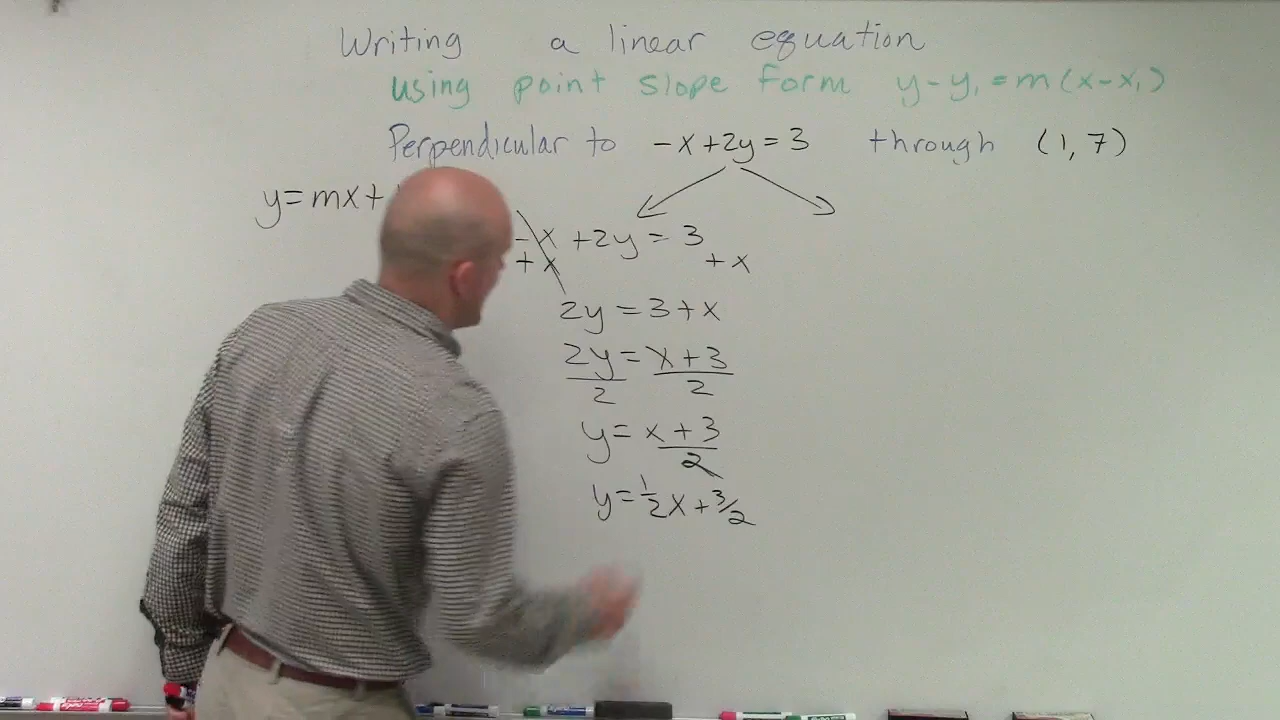 Writing a linear equation
using point slope form y-y₁=m(x-x₁)
Perpendicular to -x+2y=3 through (1,7)
y=mx+
-x+2y=3
+x +x
2y=3+x
2y=x+3
2 2
y=x+3
2
y=1/2x+3/2